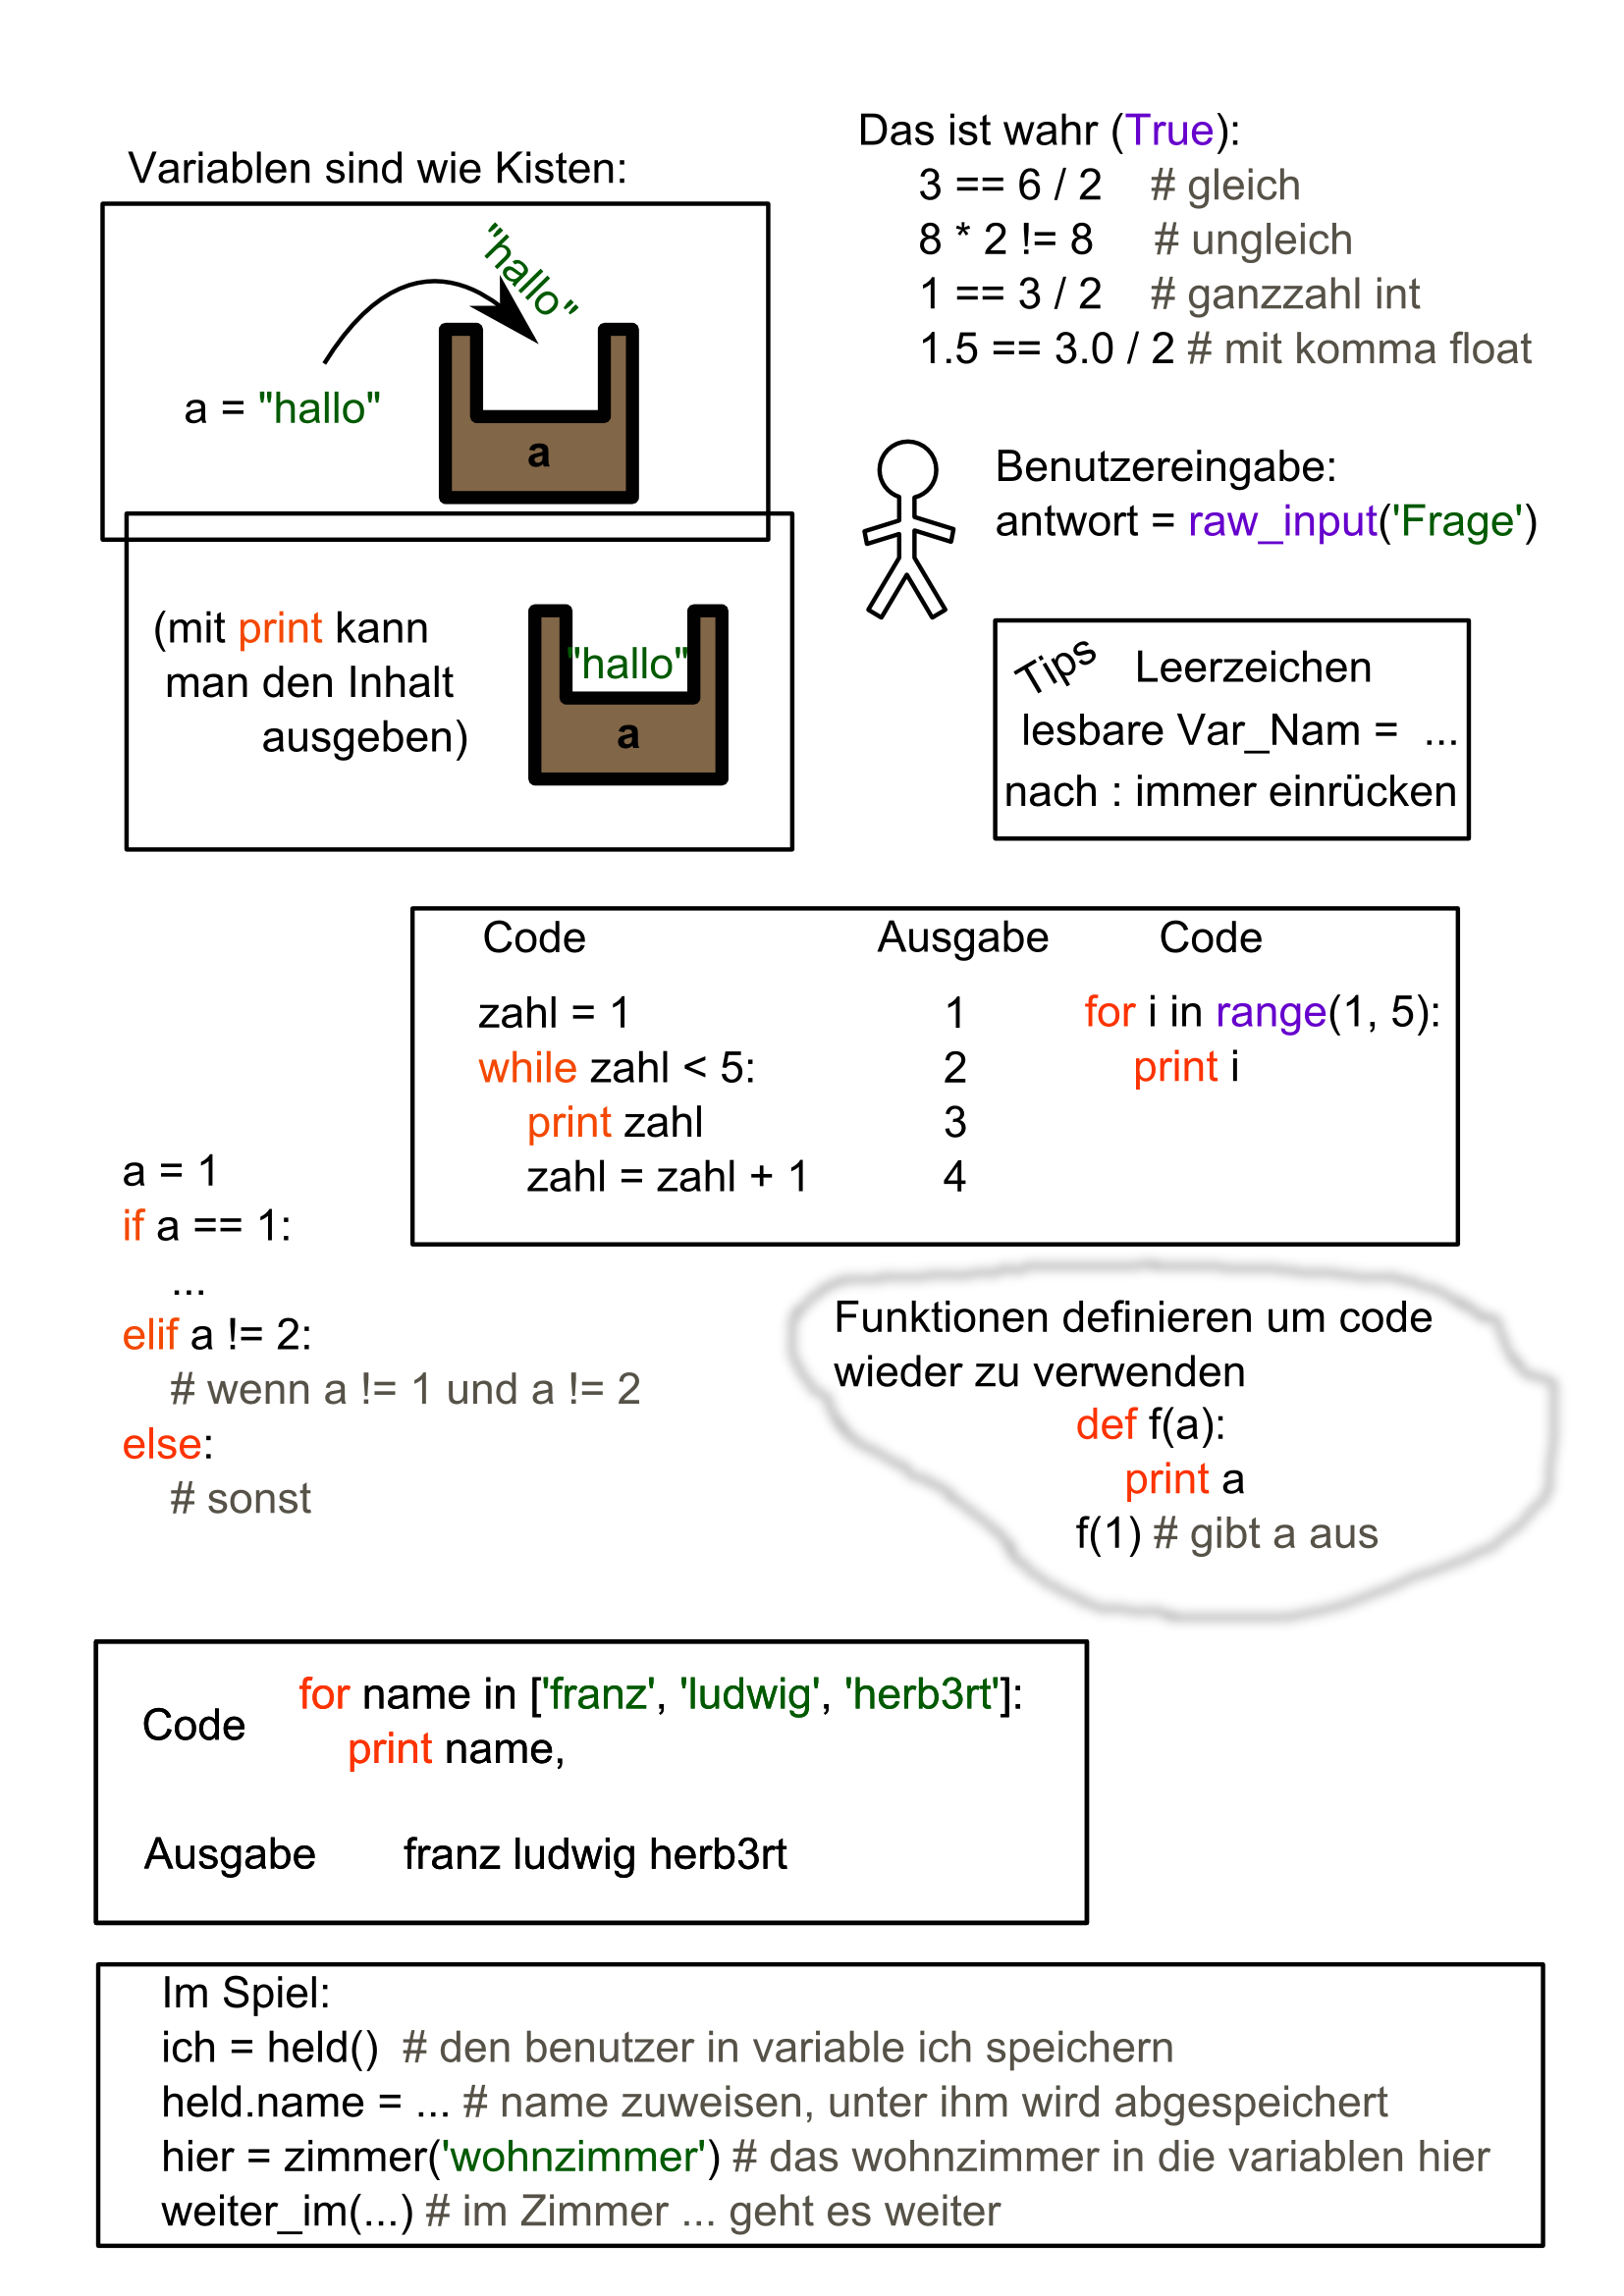 Variablen sind wie Kisten:
"hallo"
a = "hallo"
a
(mit print kann
man den Inhalt
ausgeben)
"hallo"
a
Das ist wahr (True):
3 == 6 / 2 # gleich
8 * 2 != 8 # ungleich
1 == 3 / 2 # ganzzahl int
1.5 == 3.0 / 2 # mit komma float
Benutzereingabe:
antwort = raw_input('Frage')
Tips Leerzeichen
lesbare Var_Nam = ...
nach : immer einrücken
Code Ausgabe Code
zahl = 1 1 for i in range(1, 5):
while zahl < 5: 2 print i
print zahl 3
zahl = zahl + 1 4
a = 1
if a == 1:
...
elif a != 2:
# wenn a != 1 und a != 2
else:
# sonst
Funktionen definieren um code
wieder zu verwenden
def f(a):
print a
f(1) # gibt a aus
Code
for name in ['franz', 'ludwig', 'herb3rt']:
print name,
Ausgabe franz ludwig herb3rt
Im Spiel:
ich = held() # den benutzer in variable ich speichern
held.name = ... # name zuweisen, unter ihm wird abgespeichert
hier = zimmer('wohnzimmer') # das wohnzimmer in die variablen hier
weiter_im(...) # im Zimmer ... geht es weiter